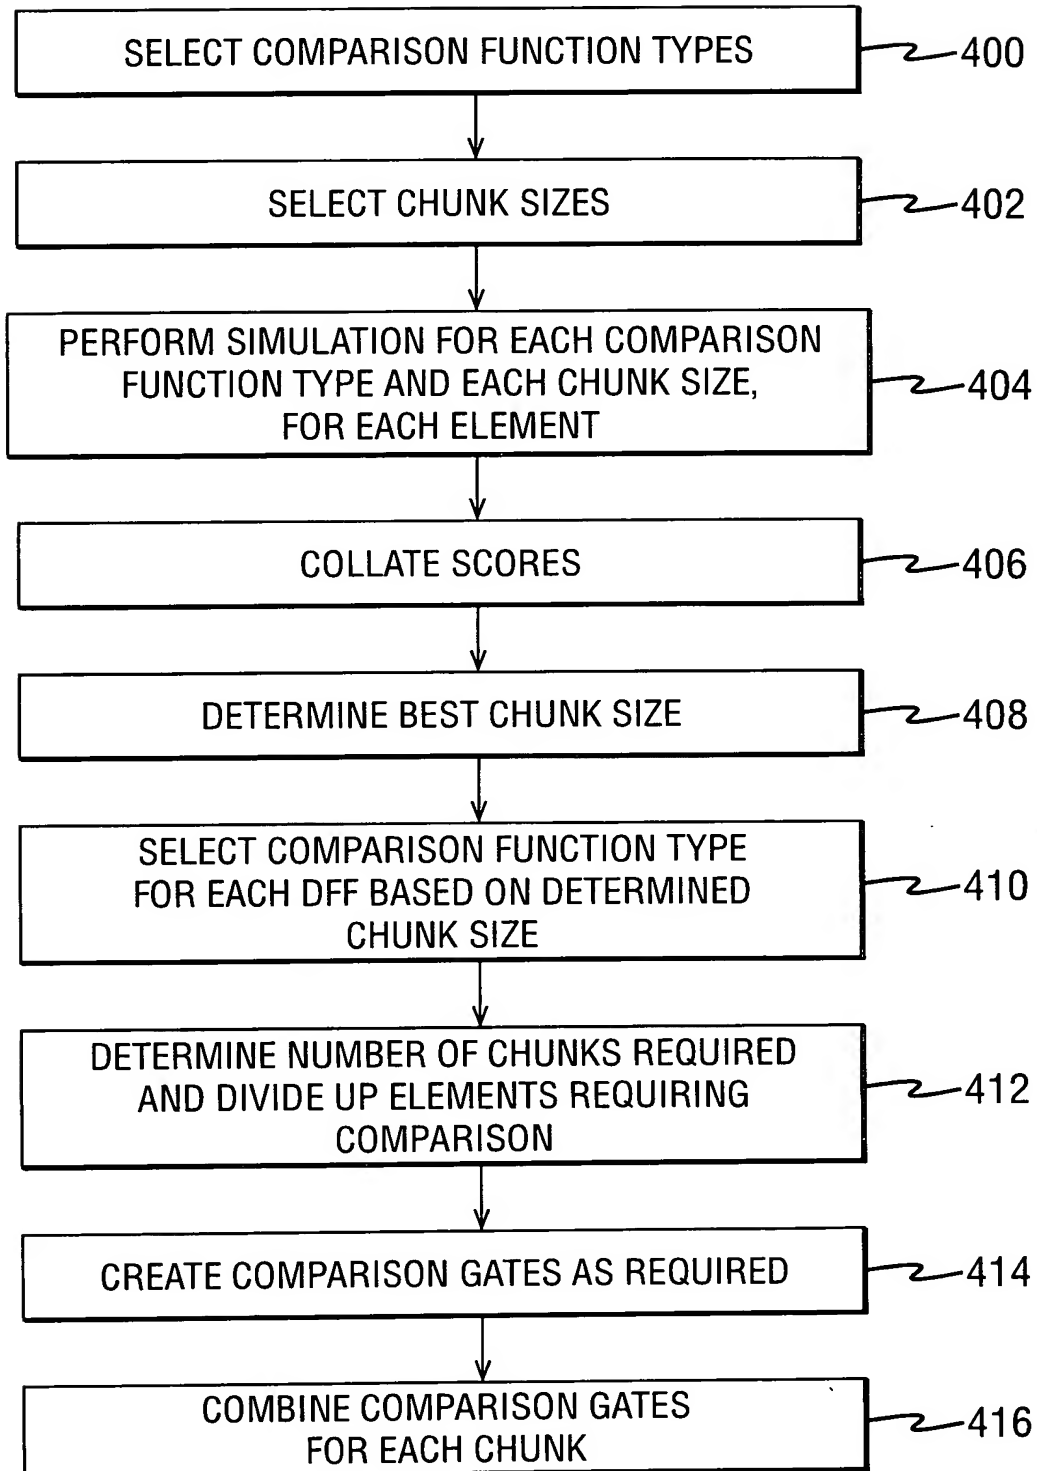 SELECT COMPARISON FUNCTION TYPES
400
SELECT CHUNK SIZES
402
PERFORM SIMULATION FOR EACH COMPARISON
FUNCTION TYPE AND EACH CHUNK SIZE,
FOR EACH ELEMENT
404
COLLATE SCORES
406
DETERMINE BEST CHUNK SIZE
408
SELECT COMPARISON FUNCTION TYPE
FOR EACH DFF BASED ON DETERMINED
CHUNK SIZE
410
DETERMINE NUMBER OF CHUNKS REQUIRED
AND DIVIDE UP ELEMENTS REQUIRING
COMPARISON
412
CREATE COMPARISON GATES AS REQUIRED
414
COMBINE COMPARISON GATES
FOR EACH CHUNK
416